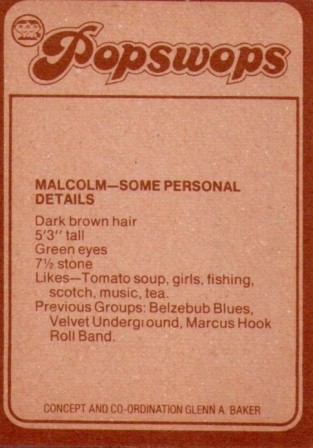 Popswops
MALCOLM—SOME PERSONAL
DETAILS
Dark brown hair
5'3'' tall
Green eyes
7½ stone
Likes—Tomato soup, girls, fishing,
scotch, music, tea.
Previous Groups: Belzebub Blues,
Velvet Underground, Marcus Hook
Roll Band.
CONCEPT AND CO-ORDINATION GLENN A. BAKER